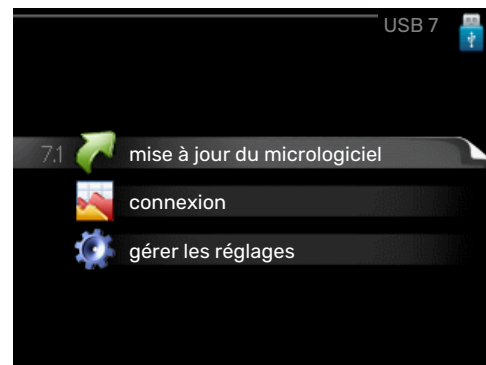 USB 7
7.1 mise à jour du micrologiciel
connexion
gérer les réglages